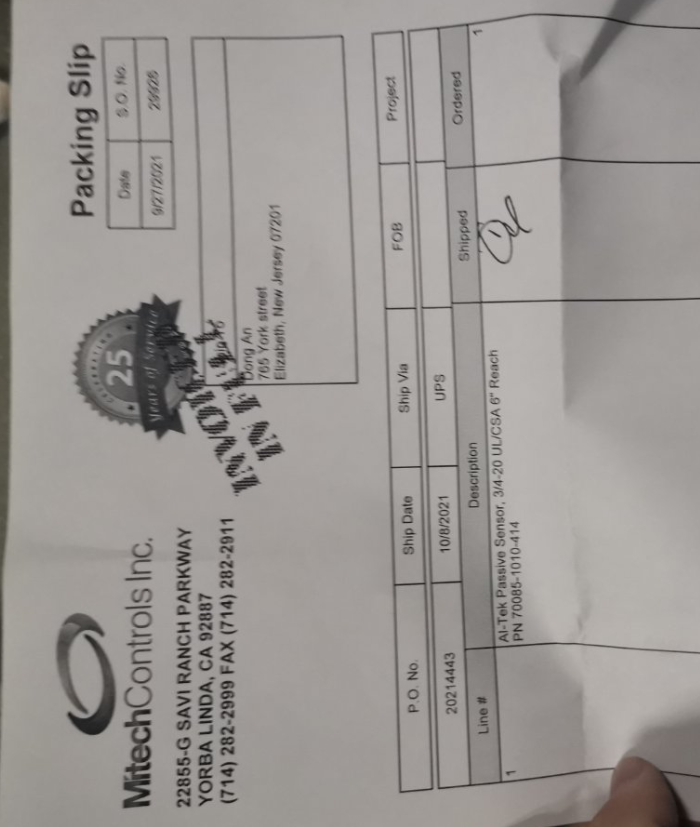 Packing Slip
MitechControls Inc.
22855-G SAVI RANCH PARKWAY
YORBA LINDA, CA 92887
(714) 282-2999 FAX (714) 282-2911
25
Years of Service
Date S.O. No.
9/27/2021
Dong An
765 York street
Elizabeth, New Jersey 07201
P.O. No. Ship Date Ship Via FOB Project
20214443 10/8/2021 UPS
Line # Description Shipped Ordered
1 Al-Tek Passive Sensor, 3/4-20 UL/CSA 6" Reach 1
PN 70085-1010-414